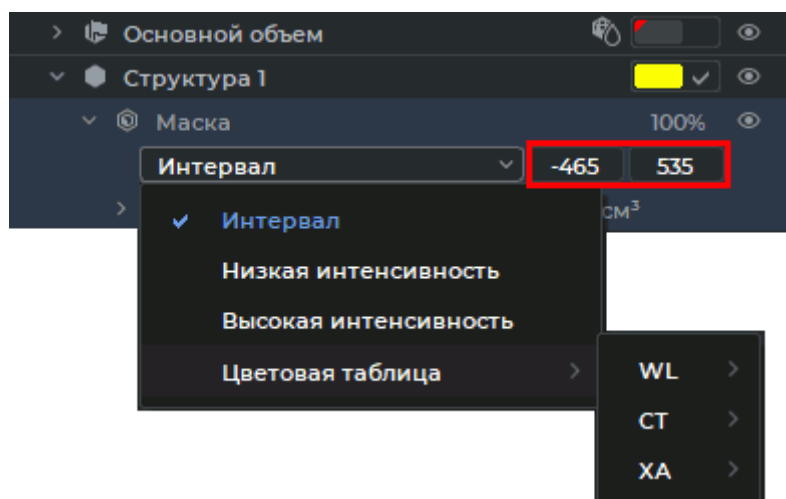 Основной объем
Структура 1
Маска 100%
Интервал -465 535
см³
Интервал
Низкая интенсивность
Высокая интенсивность
Цветовая таблица
WL
CT
XA